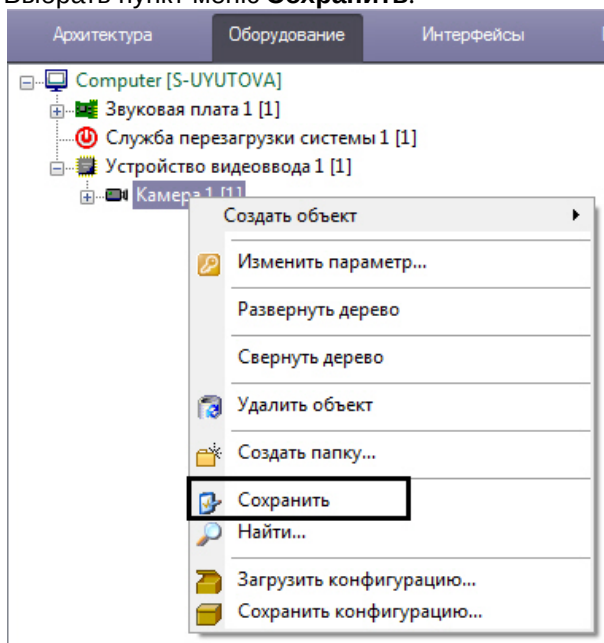 Выбрать пункт меню Сохранить.
Архитектура Оборудование Интерфейсы
Computer [S-UYUTOVA]
Звуковая плата 1 [1]
Служба перезагрузки системы 1 [1]
Устройство видеоввода 1 [1]
Камера 1 [1]
Создать объект
Изменить параметр...
Развернуть дерево
Свернуть дерево
Удалить объект
Создать папку...
Сохранить
Найти...
Загрузить конфигурацию...
Сохранить конфигурацию...